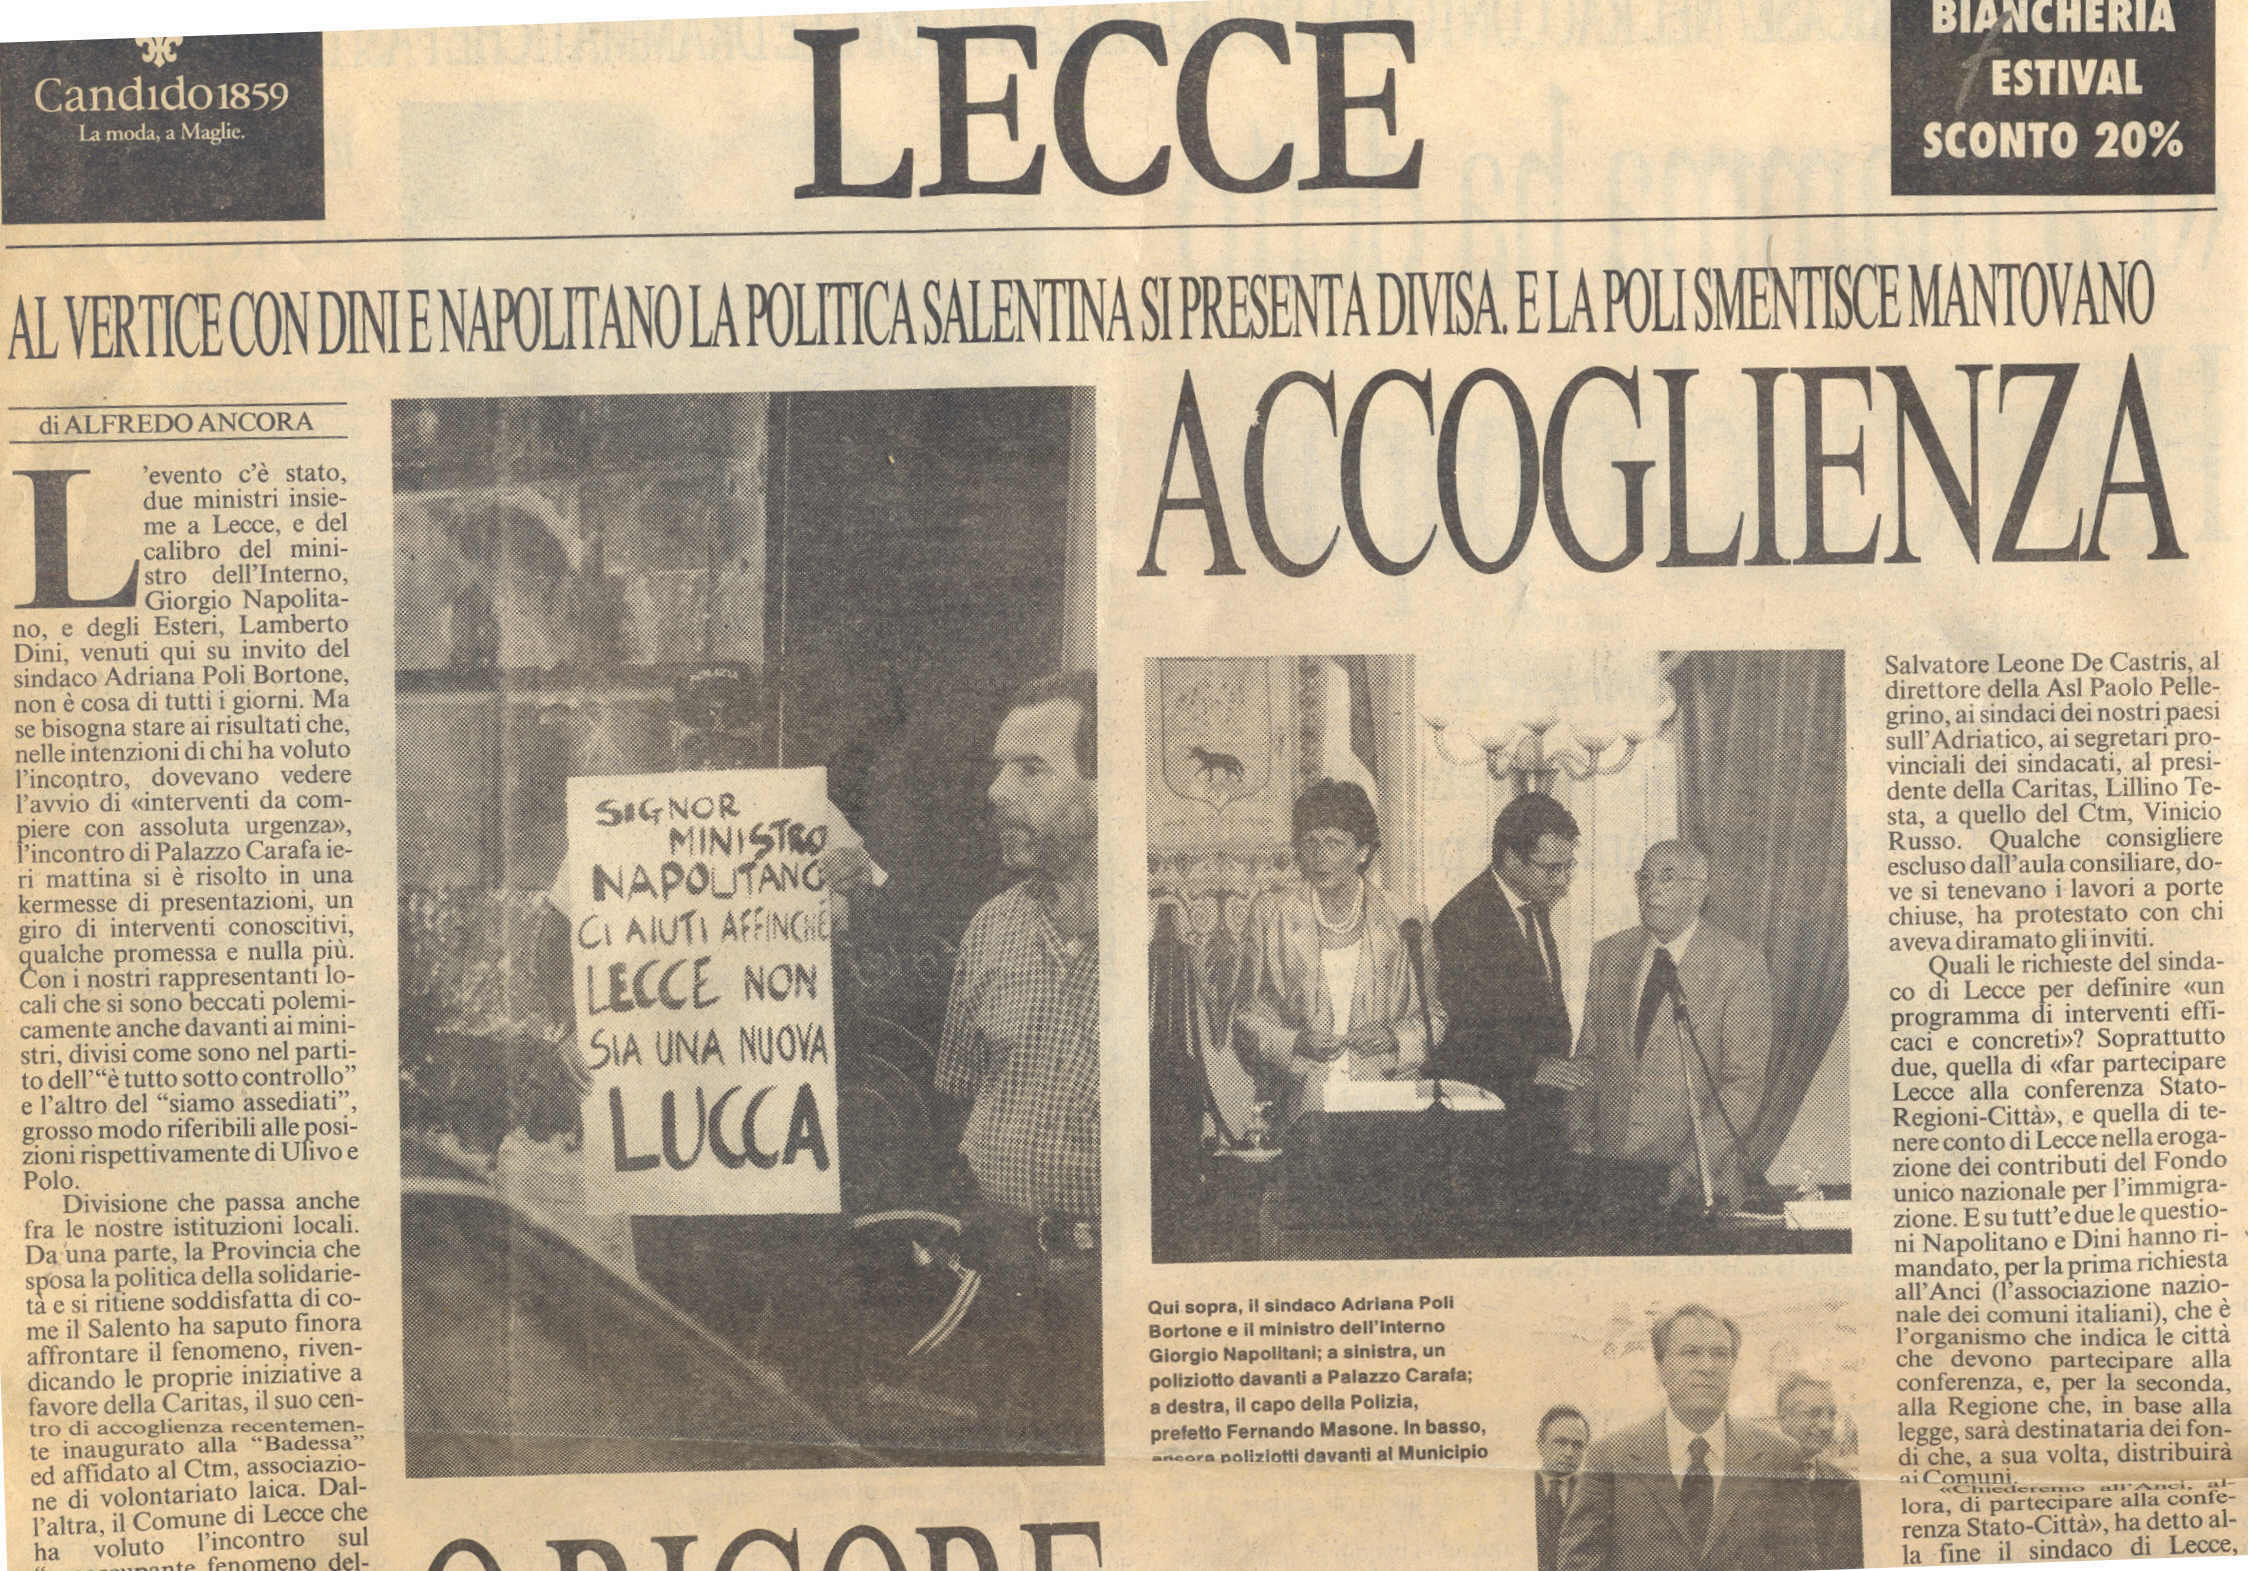 Candido1859
La moda, a Maglie.
LECCE
BIANCHERIA
ESTIVAL
SCONTO 20%
AL VERTICE CON DINI E NAPOLITANO LA POLITICA SALENTINA SI PRESENTA DIVISA. E LA POLI SMENTISCE MANTOVANO
ACCOGLIENZA
di ALFREDO ANCORA
L'evento c'è stato,
due ministri insie-
me a Lecce, e del
calibro del mini-
stro dell'Interno,
Giorgio Napolita-
no, e degli Esteri, Lamberto
Dini, venuti qui su invito del
sindaco Adriana Poli Bortone,
non è cosa di tutti i giorni. Ma
se bisogna stare ai risultati che,
nelle intenzioni di chi ha voluto
l'incontro, dovevano vedere
l'avvio di «interventi da com-
piere con assoluta urgenza»,
l'incontro di Palazzo Carafa ie-
ri mattina si è risolto in una
kermesse di presentazioni, un
giro di interventi conoscitivi,
qualche promessa e nulla più.
Con i nostri rappresentanti lo-
cali che si sono beccati polemi-
camente anche davanti ai mini-
stri, divisi come sono nel parti-
to dell'“è tutto sotto controllo”
e l'altro del “siamo assediati”,
grosso modo riferibili alle posi-
zioni rispettivamente di Ulivo e
Polo.
Divisione che passa anche
fra le nostre istituzioni locali.
Da una parte, la Provincia che
sposa la politica della solidarie-
tà e si ritiene soddisfatta di co-
me il Salento ha saputo finora
affrontare il fenomeno, riven-
dicando le proprie iniziative a
favore della Caritas, il suo cen-
tro di accoglienza recentemen-
te inaugurato alla “Badessa”
ed affidato al Ctm, associazio-
ne di volontariato laica. Dal-
l'altra, il Comune di Lecce che
ha voluto l'incontro sul
fenomeno del-
POLIZIA
SIGNOR
MINISTRO
NAPOLITANO
CI AIUTI AFFINCHÉ
LECCE NON
SIA UNA NUOVA
LUCCA
O RIGORE
Qui sopra, il sindaco Adriana Poli
Bortone e il ministro dell'Interno
Giorgio Napolitani; a sinistra, un
poliziotto davanti a Palazzo Carafa;
a destra, il capo della Polizia,
prefetto Fernando Masone. In basso,
ancora poliziotti davanti al Municipio
Salvatore Leone De Castris, al
direttore della Asl Paolo Pelle-
grino, ai sindaci dei nostri paesi
sull'Adriatico, ai segretari pro-
vinciali dei sindacati, al presi-
dente della Caritas, Lillino Te-
sta, a quello del Ctm, Vinicio
Russo. Qualche consigliere
escluso dall'aula consiliare, do-
ve si tenevano i lavori a porte
chiuse, ha protestato con chi
aveva diramato gli inviti.
Quali le richieste del sinda-
co di Lecce per definire «un
programma di interventi effi-
caci e concreti»? Soprattutto
due, quella di «far partecipare
Lecce alla conferenza Stato-
Regioni-Città», e quella di te-
nere conto di Lecce nella eroga-
zione dei contributi del Fondo
unico nazionale per l'immigra-
zione. E su tutt'e due le questio-
ni Napolitano e Dini hanno ri-
mandato, per la prima richiesta
all'Anci (l'associazione nazio-
nale dei comuni italiani), che è
l'organismo che indica le città
che devono partecipare alla
conferenza, e, per la seconda,
alla Regione che, in base alla
legge, sarà destinataria dei fon-
di che, a sua volta, distribuirà
ai Comuni.
«Chiederemo all'Anci, al-
lora, di partecipare alla confe-
renza Stato-Città», ha detto al-
la fine il sindaco di Lecce,